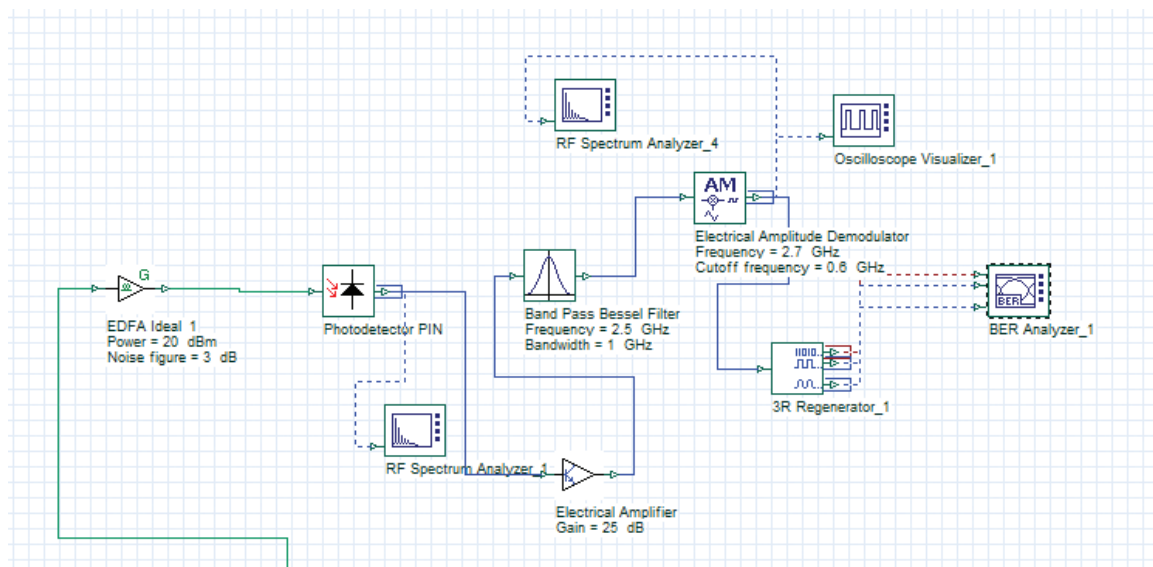 RF Spectrum Analyzer_4
Oscilloscope Visualizer_1
AM
Electrical Amplitude Demodulator
Frequency = 2.7 GHz
Cutoff frequency = 0.6 GHz
G
EDFA Ideal 1
Power = 20 dBm
Noise figure = 3 dB
Photodetector PIN
Band Pass Bessel Filter
Frequency = 2.5 GHz
Bandwidth = 1 GHz
BER
BER Analyzer_1
3R Regenerator_1
RF Spectrum Analyzer_1
Electrical Amplifier
Gain = 25 dB